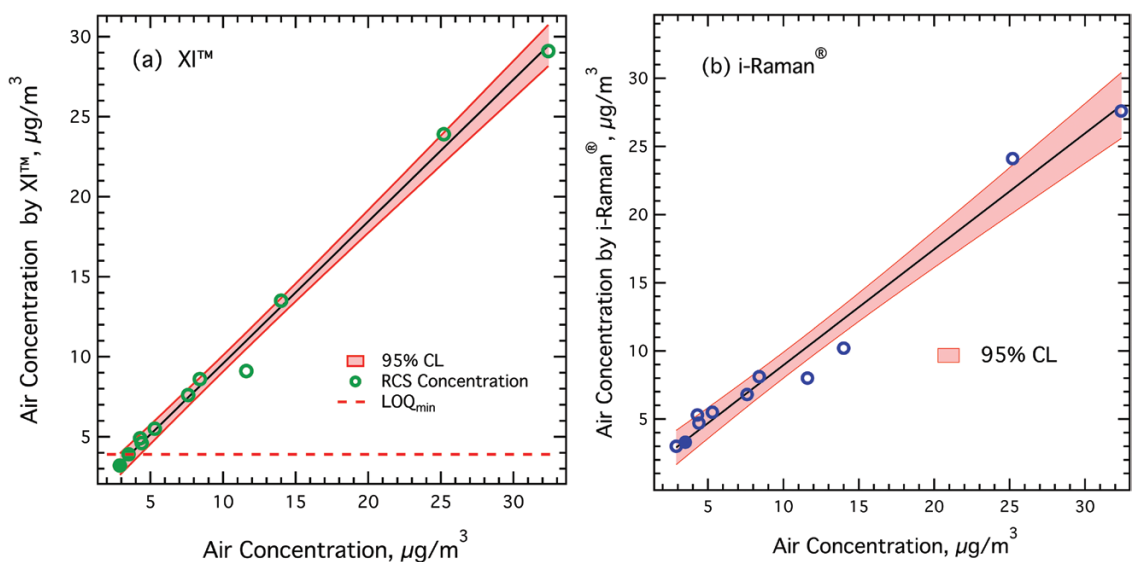 (a) XI™
30
25
20
15
10
5
Air Concentration by XI™, µg/m³
95% CL
RCS Concentration
LOQmin
5
10
15
20
25
30
Air Concentration, µg/m³
(b) i-Raman®
30
25
20
15
10
5
Air Concentration by i-Raman®, µg/m³
95% CL
5
10
15
20
25
30
Air Concentration, µg/m³